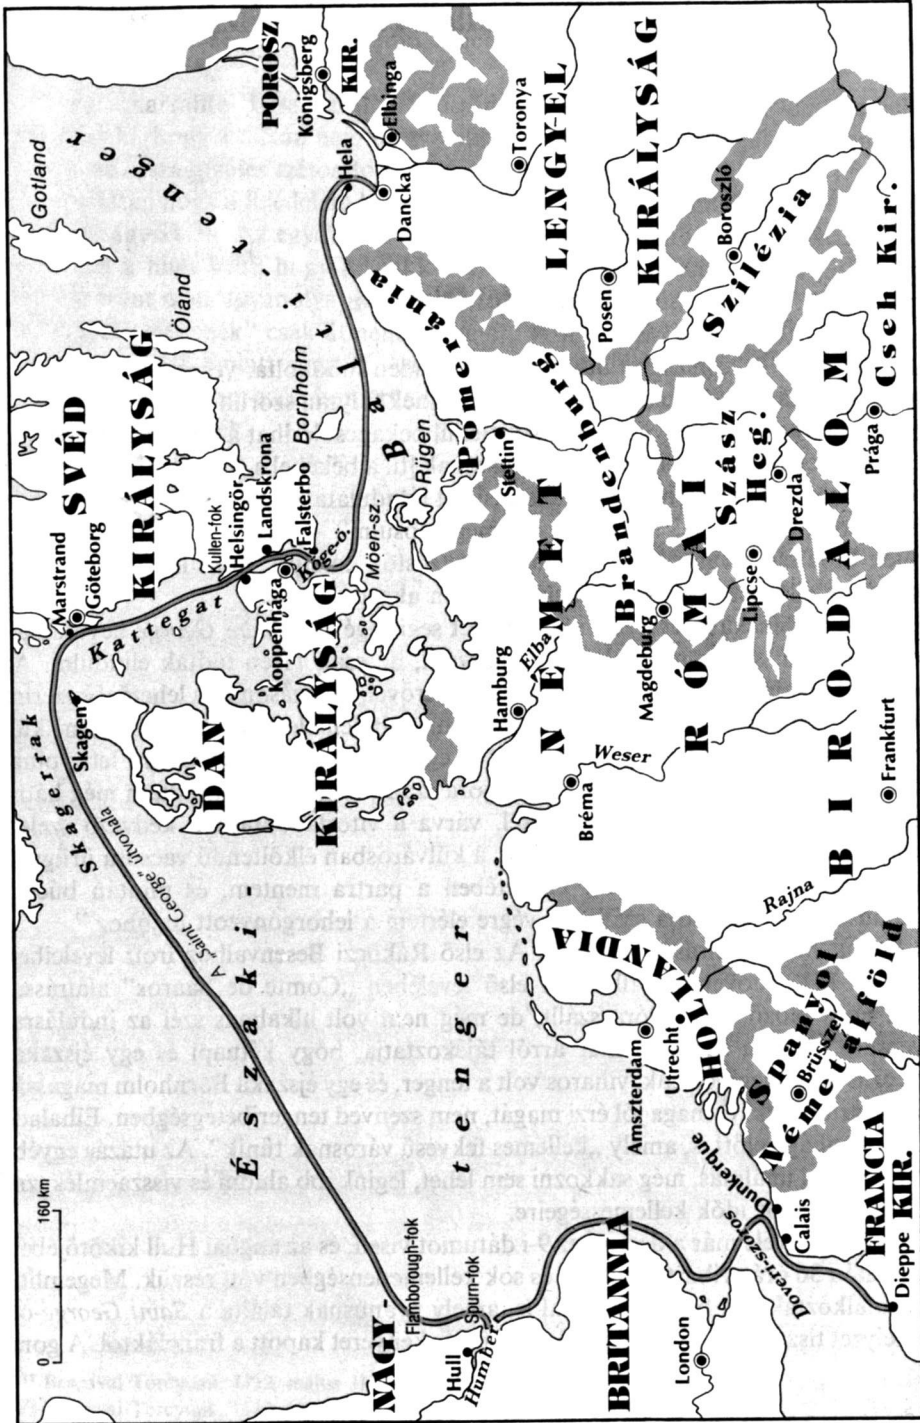 NAGY-
BRITANNIA
0 160 km
Flamborough-fok
Spurnfok
Hull
Humber
London
Északi
tenger
A „Saint George” útvonala
Skagerrak
Skagen
Kattegat
Marstrand
Göteborg
SVÉD
KIRÁLYSÁG
Kullen-fok
Helsingör
Landskrona
Falsterbo
Koppenhága
Köge-ö.
Möen-sz.
DÁN
KIRÁLYSÁG
Bornholm
Öland
Gotland
Balti-tenger
Rügen
POROSZ
KIR.
Königsberg
Elbinga
Hela
Dancka
Toronya
LENGYEL
KIRÁLYSÁG
Posen
Boroszló
Szilézia
Pomeránia
Stettin
Brandenburg
NÉMET
RÓMAI
BIRODALOM
Szász
Heg.
Drezda
Lipcse
Magdeburg
Prága
Cseh Kir.
Hamburg
Elba
Weser
Bréma
Frankfurt
Rajna
HOLLANDIA
Amszterdam
Utrecht
Spanyol
Németalföld
Brüsszel
Dunkerque
Calais
Doveri-szoros
FRANCIA
KIR.
Dieppe